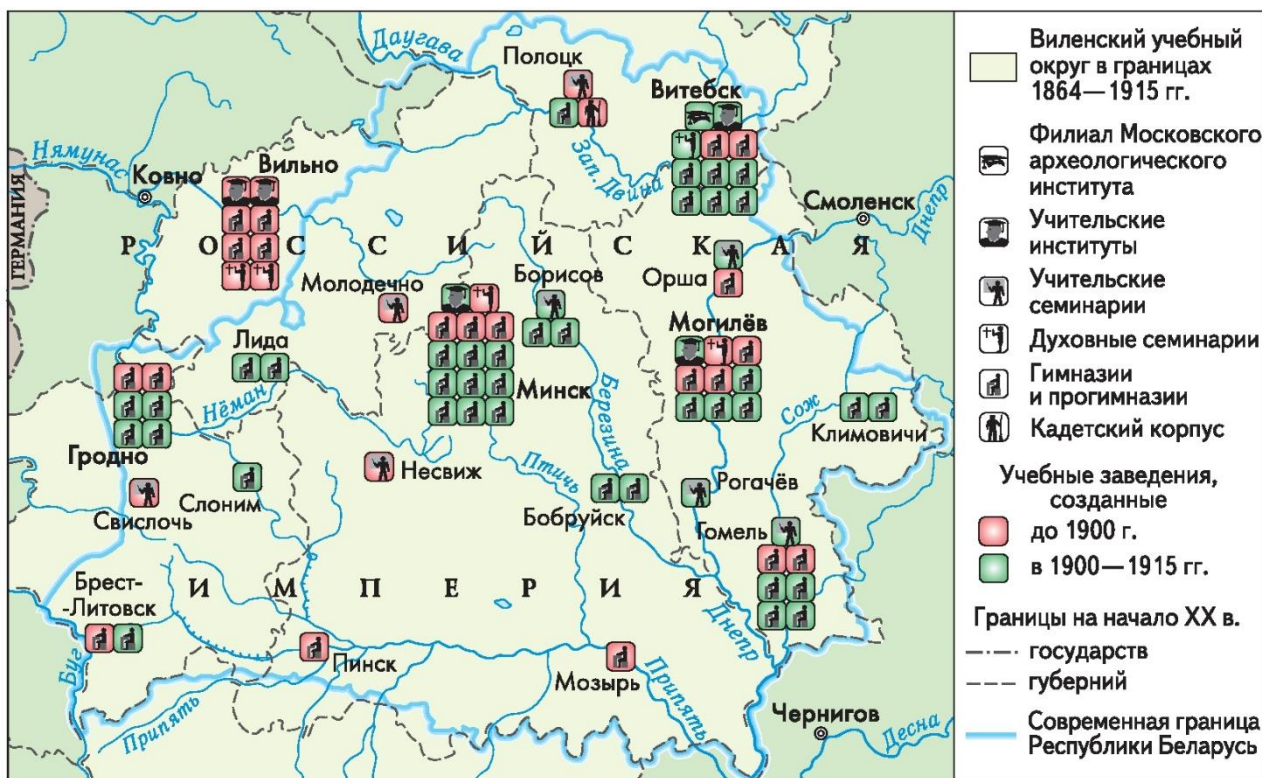 Даугава
Полоцк
Витебск
Нямунас
Ковно
Вильно
Зап. Двина
Смоленск
Днепр
ГЕРМАНИЯ
РОССИЙСКАЯ
Молодечно
Борисов
Орша
Могилёв
Лида
Нёман
Минск
Березина
Сож
Климовичи
Гродно
Несвиж
Птичь
Рогачёв
Свислочь
Слоним
Бобруйск
Гомель
ИМПЕРИЯ
Брест-
-Литовск
Днепр
Буг
Пинск
Мозырь
Припять
Припять
Чернигов
Десна
Виленский учебный
округ в границах
1864—1915 гг.
Филиал Московского
археологического
института
Учительские
институты
Учительские
семинарии
Духовные семинарии
Гимназии
и прогимназии
Кадетский корпус
Учебные заведения,
созданные
до 1900 г.
в 1900—1915 гг.
Границы на начало XX в.
государств
губерний
Современная граница
Республики Беларусь